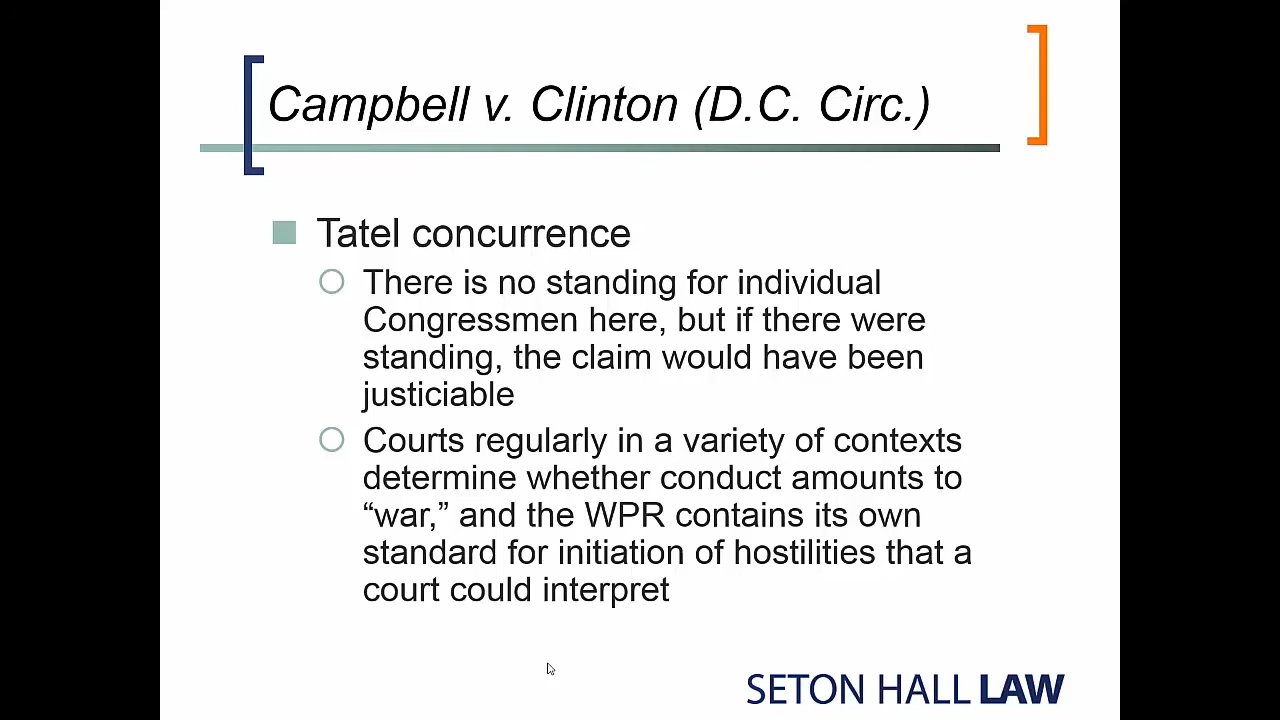 Campbell v. Clinton (D.C. Circ.)
Tatel concurrence
There is no standing for individual
Congressmen here, but if there were
standing, the claim would have been
justiciable
Courts regularly in a variety of contexts
determine whether conduct amounts to
“war,” and the WPR contains its own
standard for initiation of hostilities that a
court could interpret
SETON HALL LAW